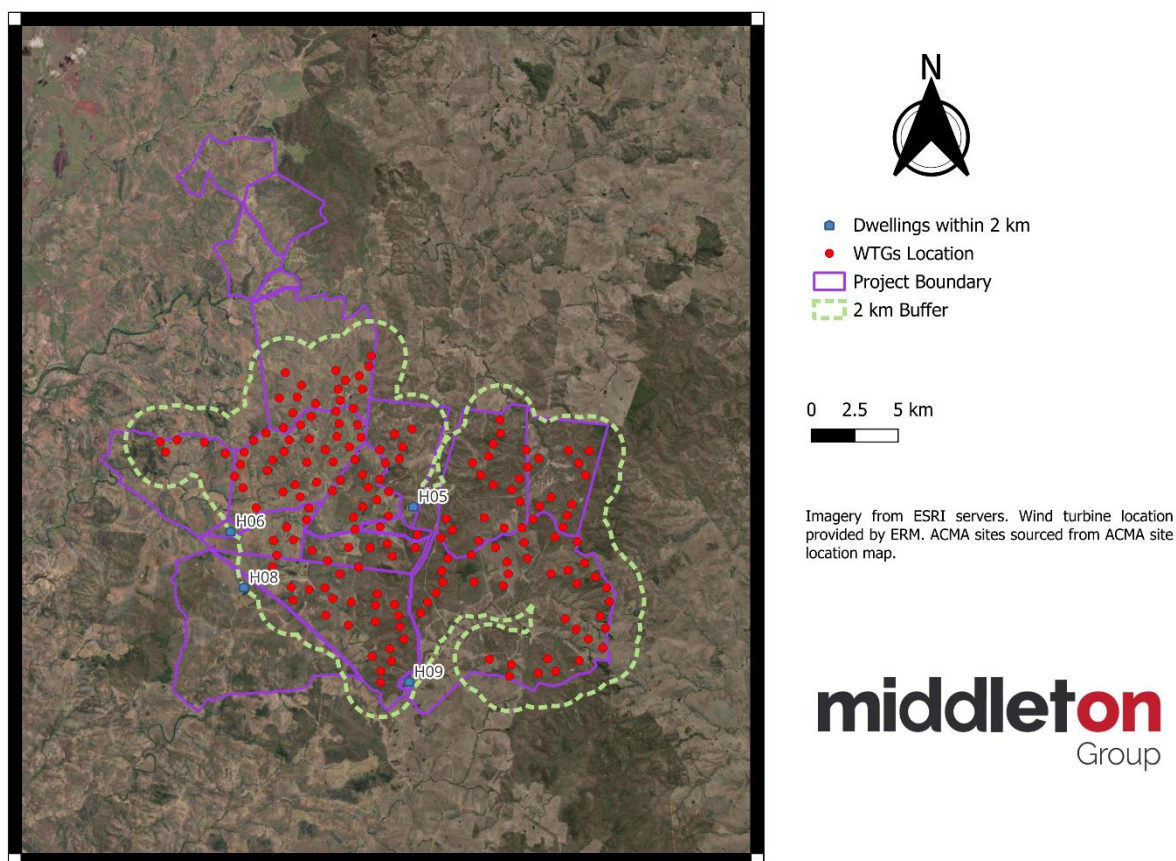 N
Dwellings within 2 km
WTGs Location
Project Boundary
2 km Buffer
0 2.5 5 km
H05
H06
H08
H09
Imagery from ESRI servers. Wind turbine location
provided by ERM. ACMA sites sourced from ACMA site
location map.
middleton
Group